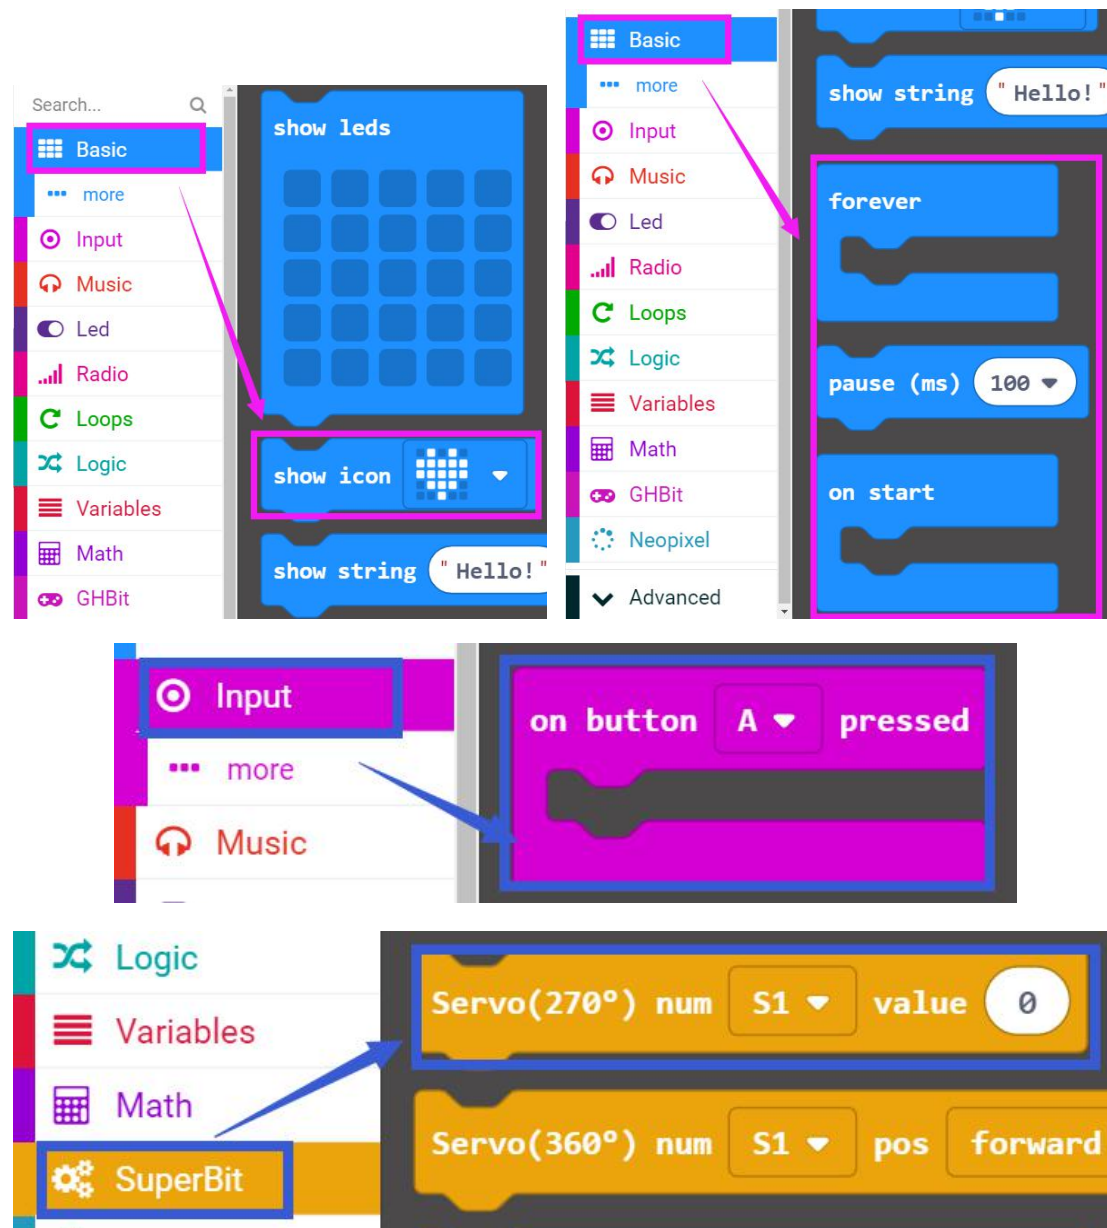 Search...
Basic
more
Input
Music
Led
Radio
Loops
Logic
Variables
Math
GHBit
show leds
show icon
show string "Hello!"
Basic
more
Input
Music
Led
Radio
Loops
Logic
Variables
Math
GHBit
Neopixel
Advanced
show string "Hello!"
forever
pause (ms) 100
on start
Input
more
Music
on button A pressed
Logic
Variables
Math
SuperBit
Servo(270°) num S1 value 0
Servo(360°) num S1 pos forward